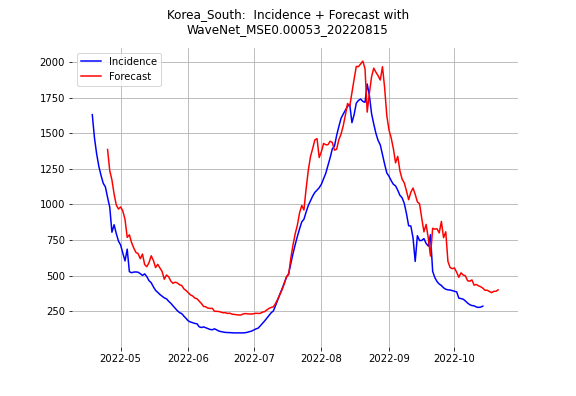 Korea_South:  Incidence + Forecast with
WaveNet_MSE0.00053_20220815
Incidence
Forecast
2000
1750
1500
1250
1000
750
500
250
2022-05 2022-06 2022-07 2022-08 2022-09 2022-10